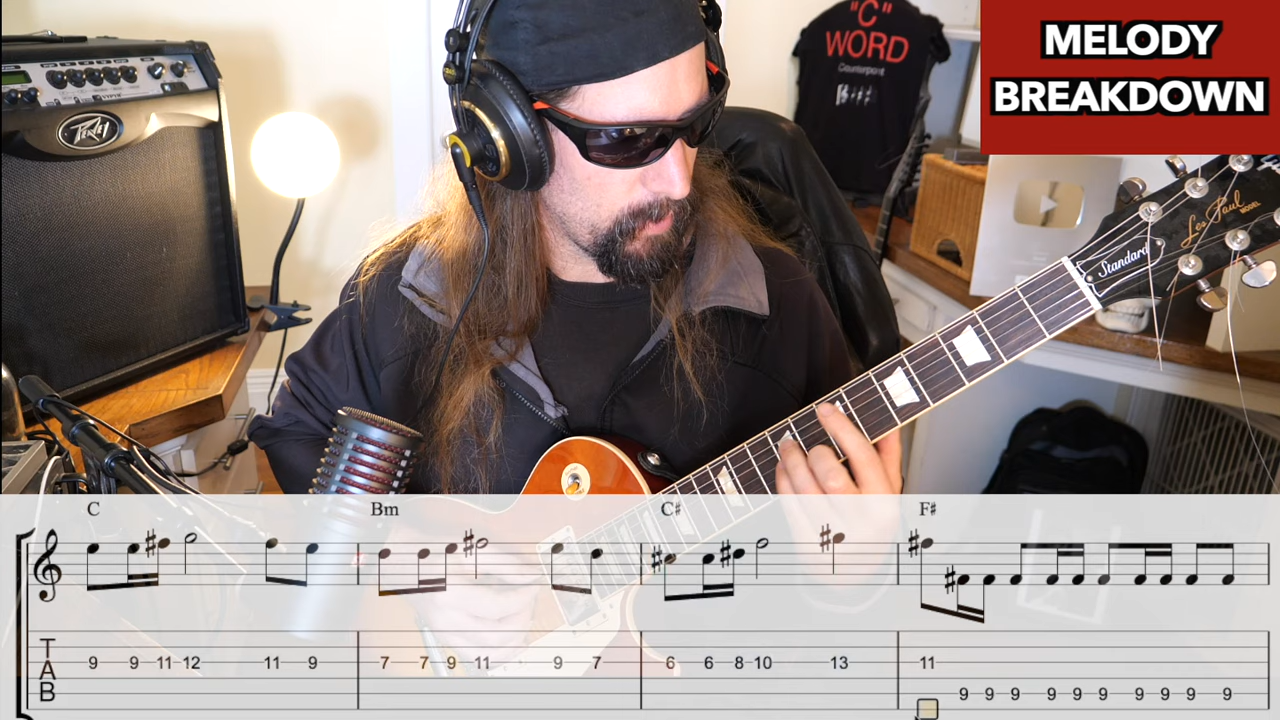 "C"
WORD
Counterpoint
MELODY
BREAKDOWN
PEAVEY
Les Paul
MODEL
Standard
C Bm C♯ F♯
T
A
B
9 9 11 12 11 9 7 7 9 11 9 7 6 6 8 10 13 11
9 9 9 9 9 9 9 9 9 9